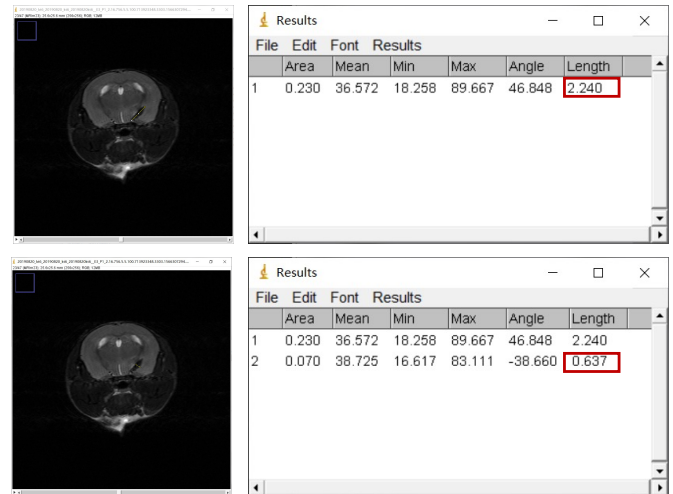 Results
File Edit Font Results
Area Mean Min Max Angle Length
1 0.230 36.572 18.258 89.667 46.848 2.240
Results
File Edit Font Results
Area Mean Min Max Angle Length
1 0.230 36.572 18.258 89.667 46.848 2.240
2 0.070 38.725 16.617 83.111 -38.660 0.637